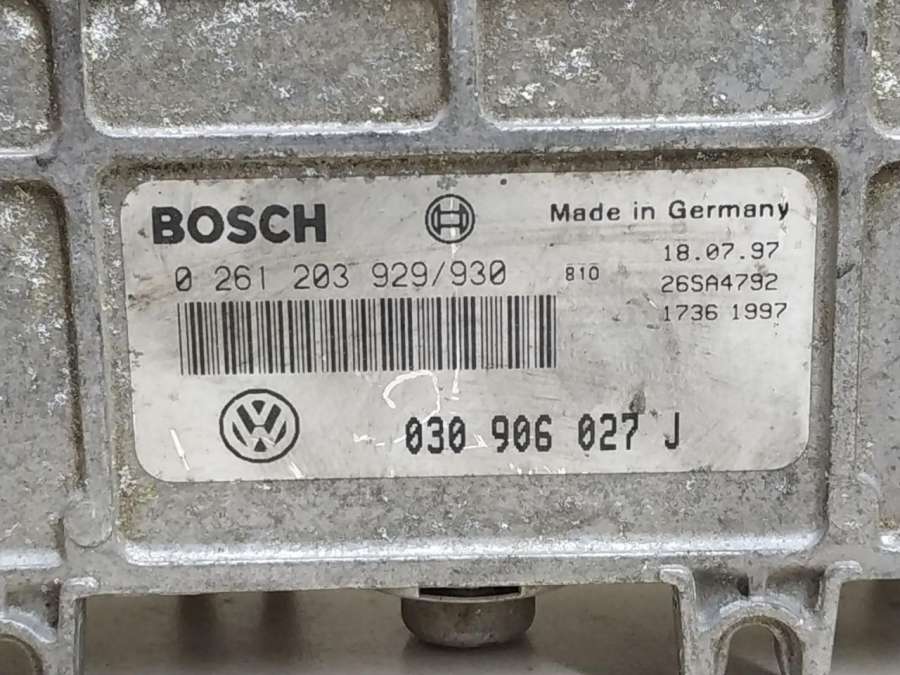 BOSCH
Made in Germany
0 261 203 929/930
810
18.07.97
26SA4792
1736 1997
030 906 027 J